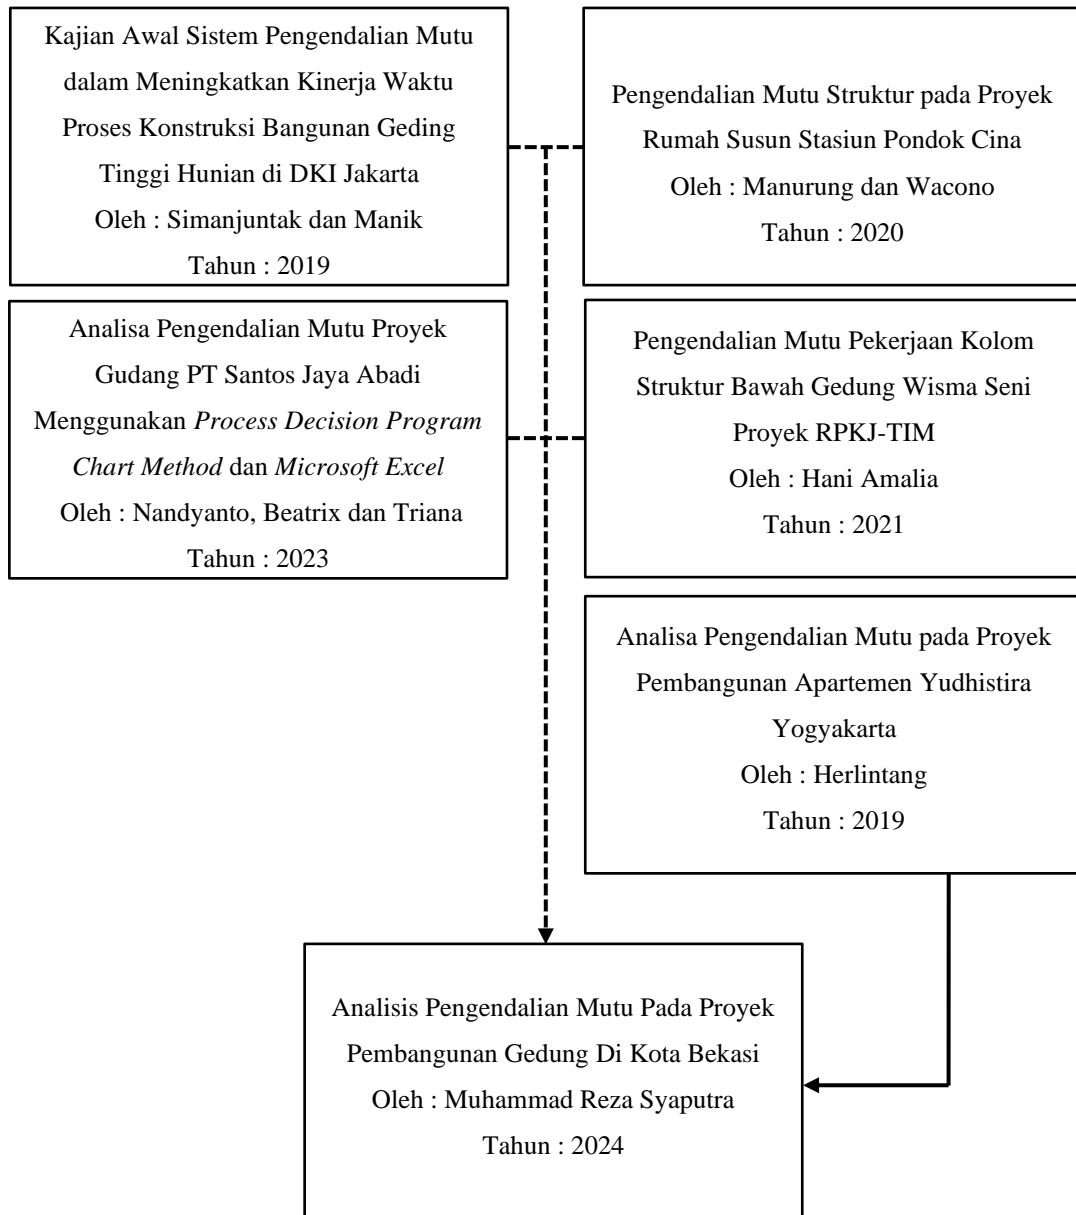 Kajian Awal Sistem Pengendalian Mutu
dalam Meningkatkan Kinerja Waktu
Proses Konstruksi Bangunan Geding
Tinggi Hunian di DKI Jakarta
Oleh : Simanjuntak dan Manik
Tahun : 2019
Pengendalian Mutu Struktur pada Proyek
Rumah Susun Stasiun Pondok Cina
Oleh : Manurung dan Wacono
Tahun : 2020
Analisa Pengendalian Mutu Proyek
Gudang PT Santos Jaya Abadi
Menggunakan Process Decision Program
Chart Method dan Microsoft Excel
Oleh : Nandyanto, Beatrix dan Triana
Tahun : 2023
Pengendalian Mutu Pekerjaan Kolom
Struktur Bawah Gedung Wisma Seni
Proyek RPKJ-TIM
Oleh : Hani Amalia
Tahun : 2021
Analisa Pengendalian Mutu pada Proyek
Pembangunan Apartemen Yudhistira
Yogyakarta
Oleh : Herlintang
Tahun : 2019
Analisis Pengendalian Mutu Pada Proyek
Pembangunan Gedung Di Kota Bekasi
Oleh : Muhammad Reza Syaputra
Tahun : 2024